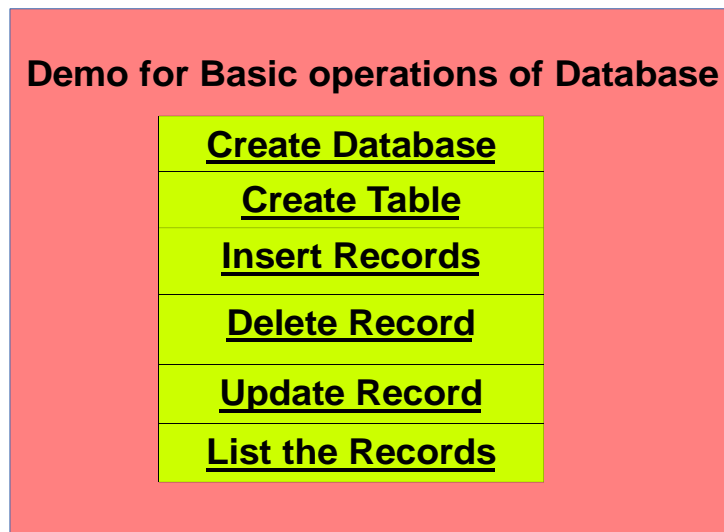 Demo for Basic operations of Database
Create Database
Create Table
Insert Records
Delete Record
Update Record
List the Records